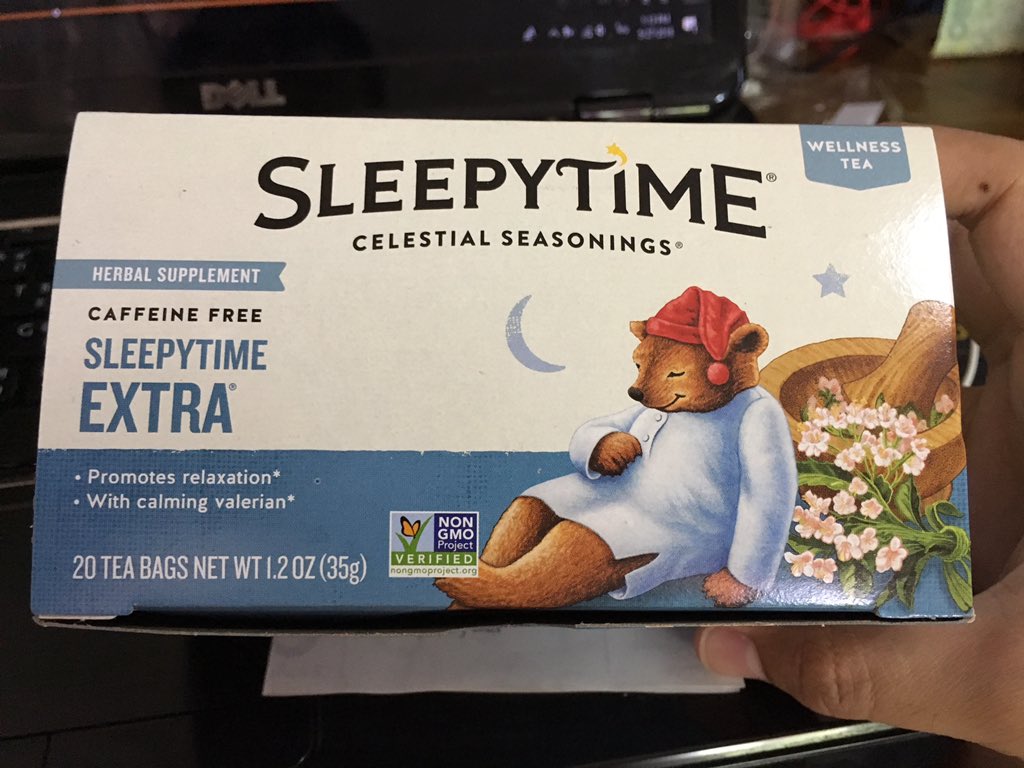 DELL
WELLNESS
TEA
SLEEPYTIME®
CELESTIAL SEASONINGS®
HERBAL SUPPLEMENT
CAFFEINE FREE
SLEEPYTIME
EXTRA®
• Promotes relaxation*
• With calming valerian*
NON
GMO
Project
VERIFIED
nongmoproject.org
20 TEA BAGS NET WT 1.2 OZ (35g)